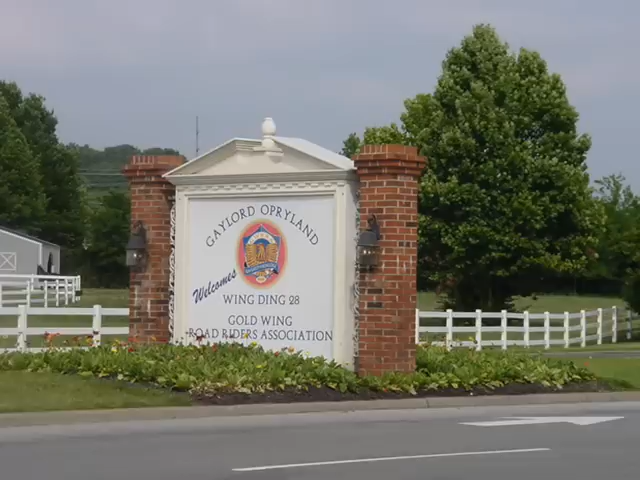 GAYLORD OPRYLAND
Welcomes
WING DING 28
GOLD WING
ROAD RIDERS ASSOCIATION